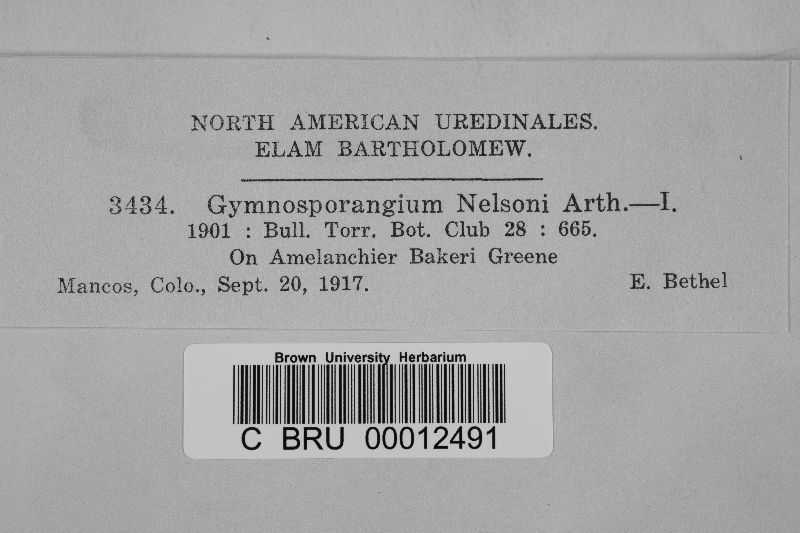 NORTH AMERICAN UREDINALES.
ELAM BARTHOLOMEW.
3434. Gymnosporangium Nelsoni Arth.—I.
1901 : Bull. Torr. Bot. Club 28 : 665.
On Amelanchier Bakeri Greene
Mancos, Colo., Sept. 20, 1917. E. Bethel
Brown University Herbarium
C BRU 00012491